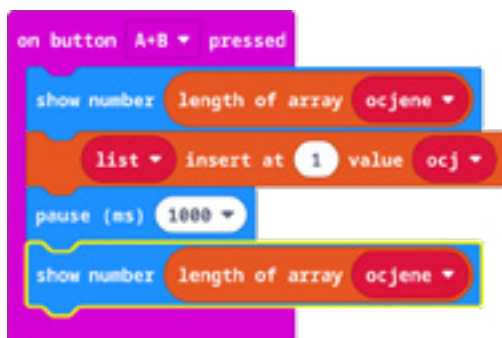 on button A+B pressed
show number length of array ocjene
list insert at 1 value ocj
pause (ms) 1000
show number length of array ocjene